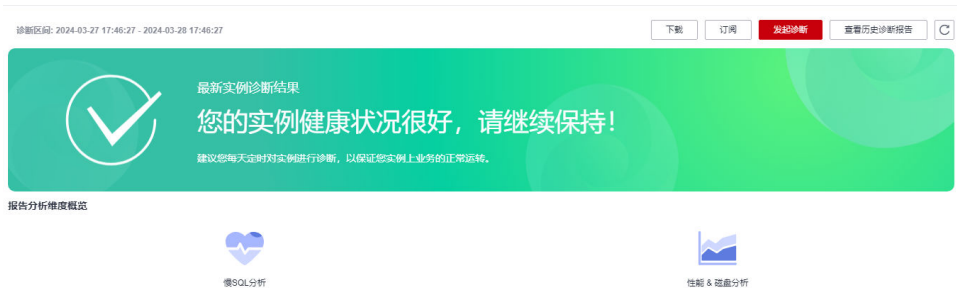 诊断区间: 2024-03-27 17:46:27 - 2024-03-28 17:46:27
下载
订阅
发起诊断
查看历史诊断报告
最新实例诊断结果
您的实例健康状况很好，请继续保持！
建议您每天定时对实例进行诊断，以保证您实例上业务的正常运转。
报告分析维度概览
慢SQL分析
性能 & 磁盘分析